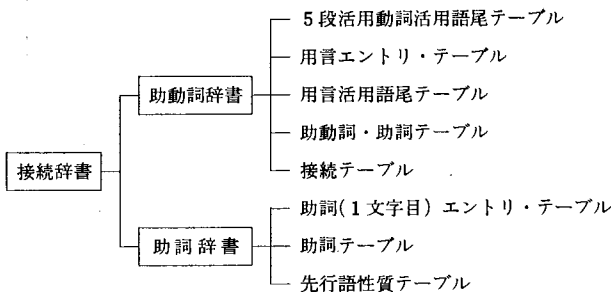 5段活用動詞活用語尾テーブル
用言エントリ・テーブル
助動詞辞書
用言活用語尾テーブル
助動詞・助詞テーブル
接続辞書
接続テーブル
助詞(1文字目) エントリ・テーブル
助詞辞書
助詞テーブル
先行語性質テーブル